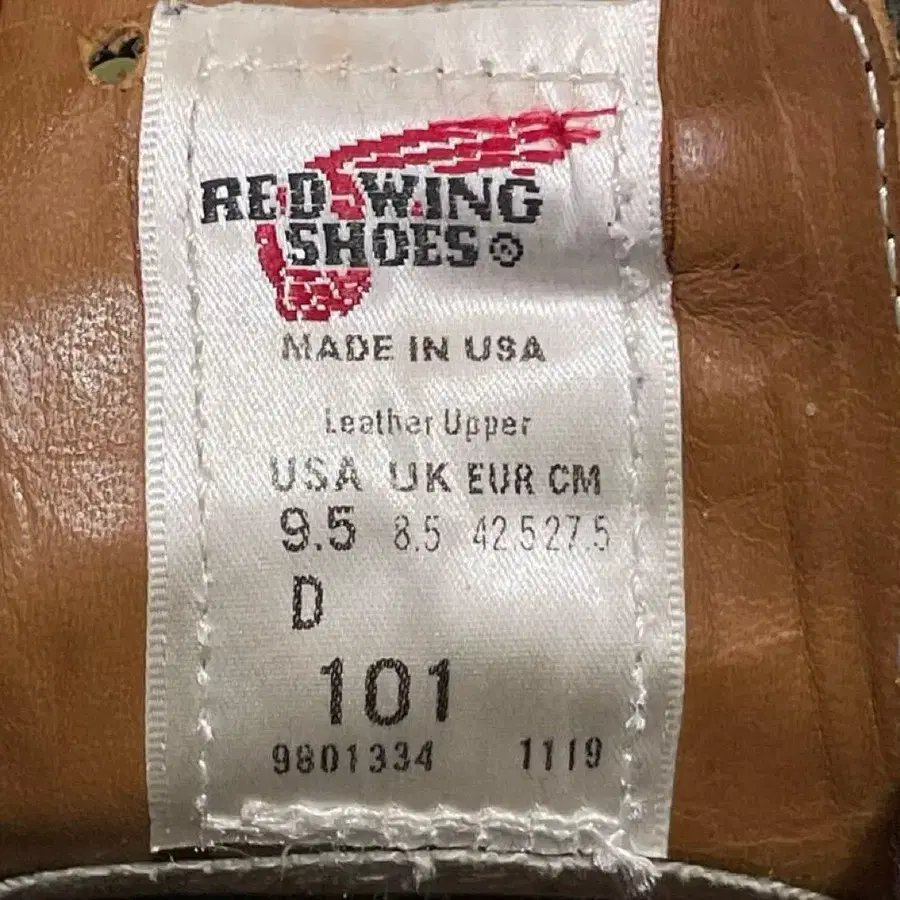 RED WING
SHOES®
MADE IN USA
Leather Upper
USA UK EUR CM
9.5 8.5 42.5 27.5
D
101
9801334 1119